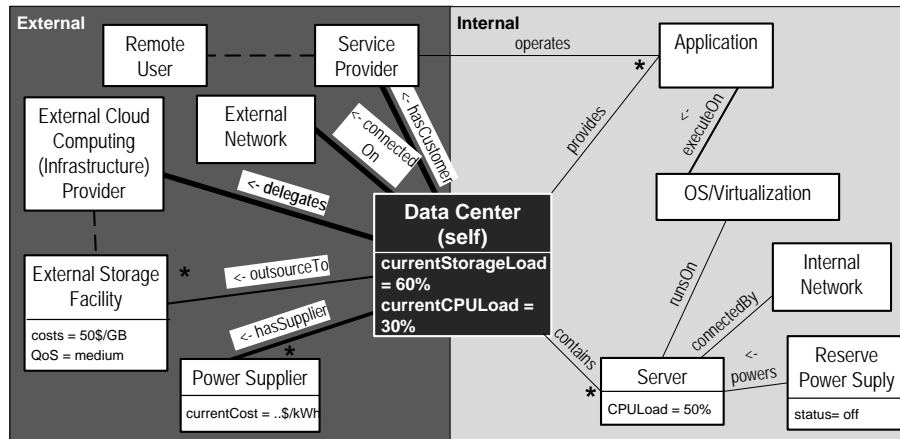 External
Internal
Remote
User
Service
Provider
operates
*
Application
External Cloud
Computing
(Infrastructure)
Provider
External
Network
<- connected
On
<- hasCustomer
provides
<-
executeOn
<- delegates
OS/Virtualization
Data Center
(self)
currentStorageLoad
= 60%
currentCPULoad =
30%
External Storage
Facility
costs = 50$/GB
QoS = medium
*
<- outsourceTo
<- hasSupplier
*
Power Supplier
currentCost = ..$/kWh
contains
*
runsOn
connectedBy
Internal
Network
Server
CPULoad = 50%
<-
powers
Reserve
Power Suply
status= off